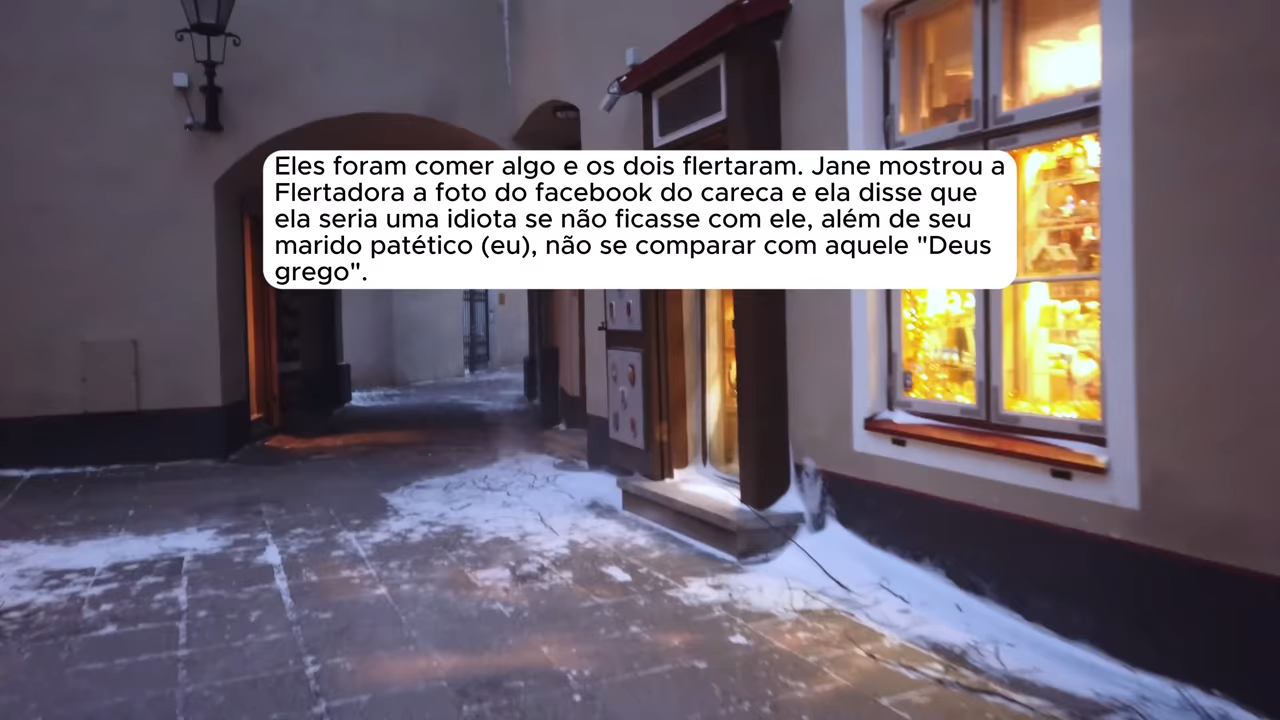 Eles foram comer algo e os dois flertaram. Jane mostrou a
Flertadora a foto do facebook do careca e ela disse que
ela seria uma idiota se não ficasse com ele, além de seu
marido patético (eu), não se comparar com aquele "Deus
grego".